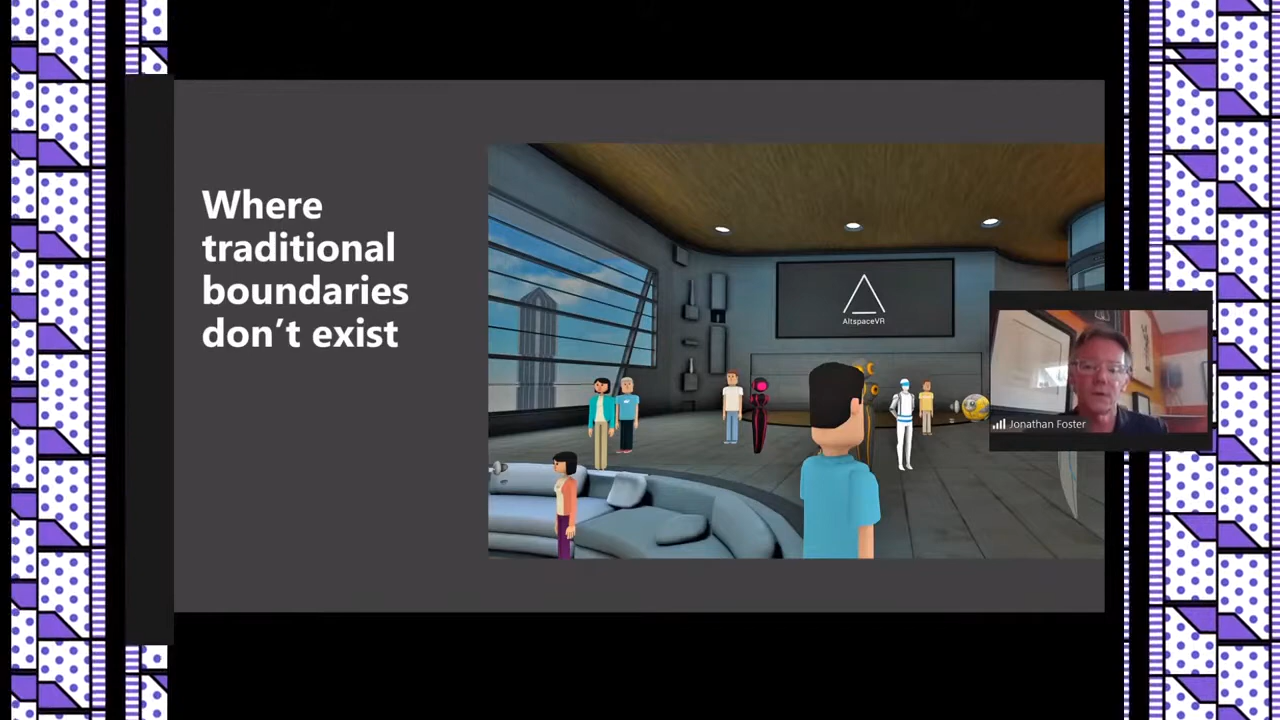 Where
traditional
boundaries
don’t exist
AltspaceVR
Jonathan Foster